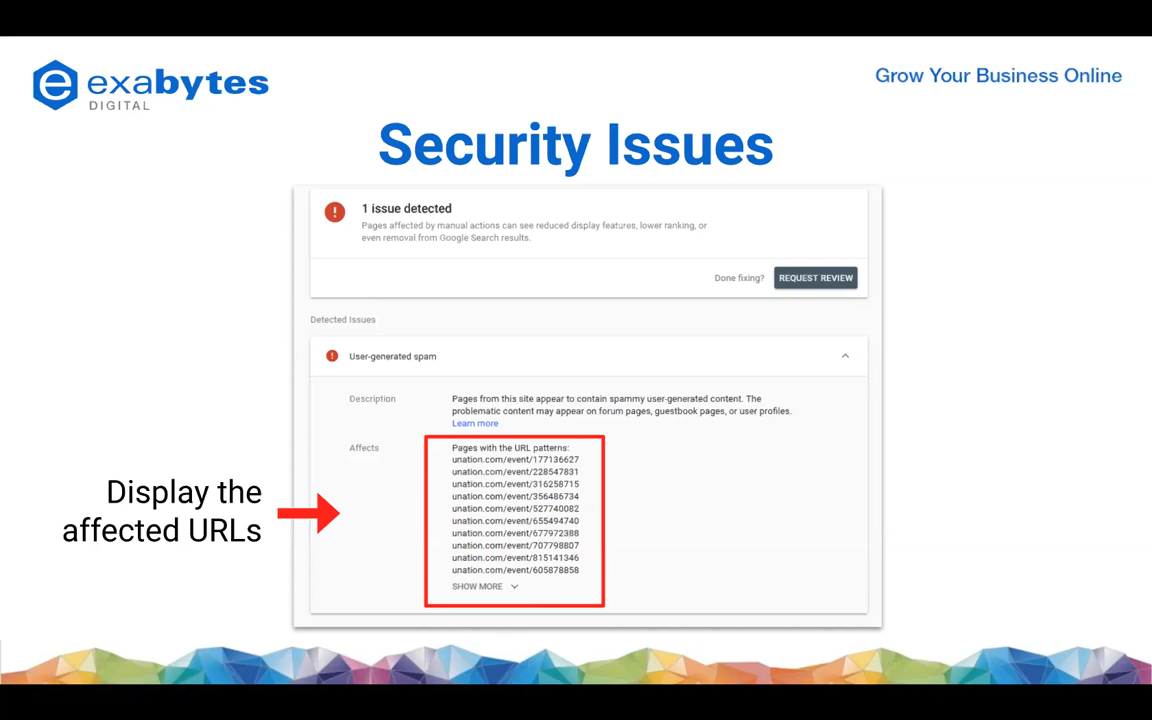 exabytes
DIGITAL
Grow Your Business Online
Security Issues
1 issue detected
Pages affected by manual actions can see reduced display features, lower ranking, or
even removal from Google Search results.
Done fixing? REQUEST REVIEW
Detected Issues
User-generated spam
Description
Pages from this site appear to contain spammy user-generated content. The
problematic content may appear on forum pages, guestbook pages, or user profiles.
Learn more
Affects
Pages with the URL patterns:
unation.com/event/177136627
unation.com/event/228547831
unation.com/event/316258715
unation.com/event/356486734
unation.com/event/527740082
unation.com/event/655494740
unation.com/event/677972388
unation.com/event/707798807
unation.com/event/815141346
unation.com/event/605878858
SHOW MORE
Display the
affected URLs